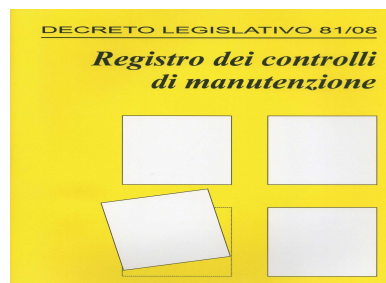 DECRETO LEGISLATIVO 81/08
Registro dei controlli
di manutenzione